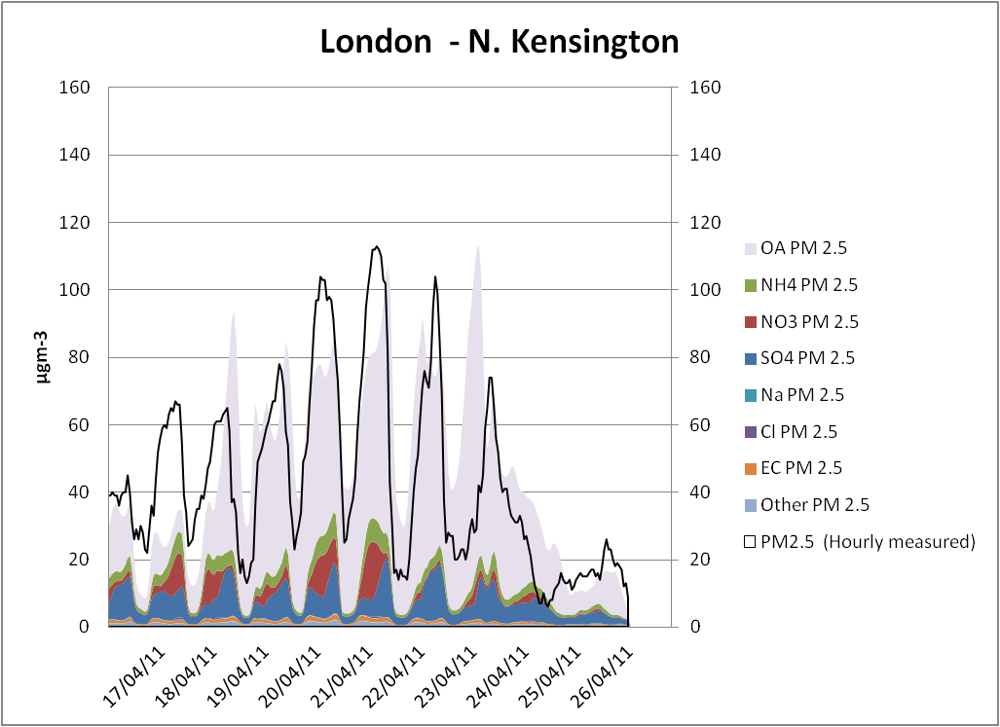 London - N. Kensington
160
140
120
100
80
60
40
20
0
160
140
120
100
80
60
40
20
0
µgm-3
17/04/11
18/04/11
19/04/11
20/04/11
21/04/11
22/04/11
23/04/11
24/04/11
25/04/11
26/04/11
OA PM 2.5
NH4 PM 2.5
NO3 PM 2.5
SO4 PM 2.5
Na PM 2.5
Cl PM 2.5
EC PM 2.5
Other PM 2.5
PM2.5 (Hourly measured)